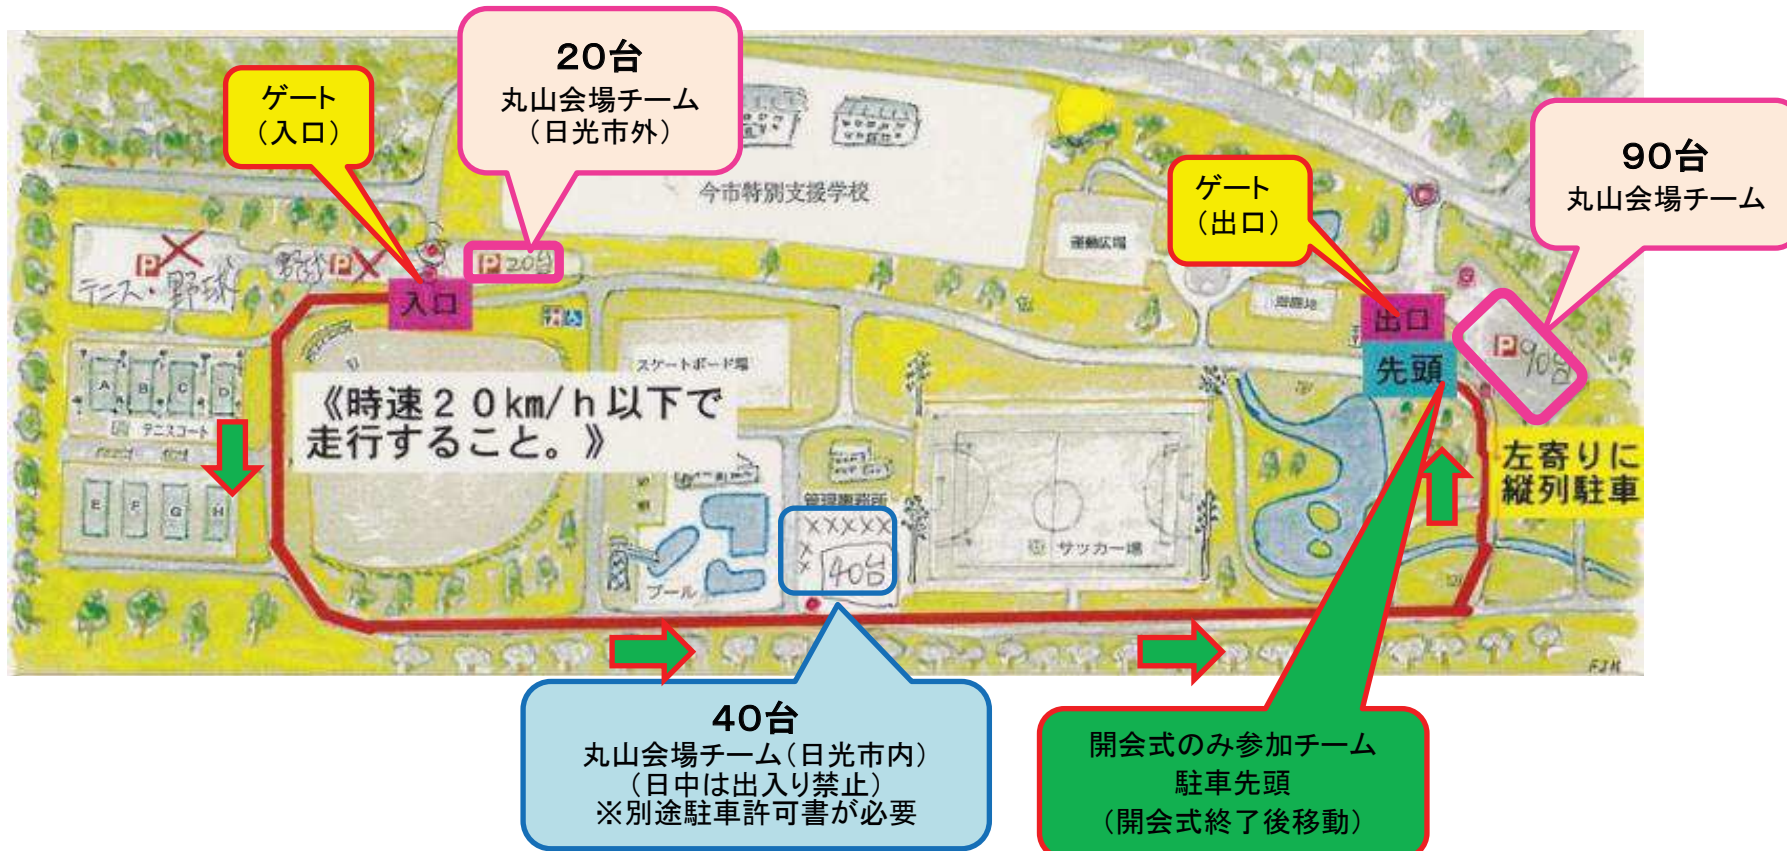 20台
丸山会場チーム
(日光市外)
ゲート
(入口)
90台
丸山会場チーム
ゲート
(出口)
今市特別支援学校
運動広場
P
テニス・野球
野球
P
P 20台
入口
出口
先頭
P 90台
スケートボード場
《時速20km/h以下で
走行すること。》
A
B
C
D
テニスコート
E
F
G
H
左寄りに
縦列駐車
管理事務所
XXXXX
X
X
40台
サッカー場
プール
FJK
40台
丸山会場チーム(日光市内)
(日中は出入り禁止)
※別途駐車許可書が必要
開会式のみ参加チーム
駐車先頭
(開会式終了後移動)